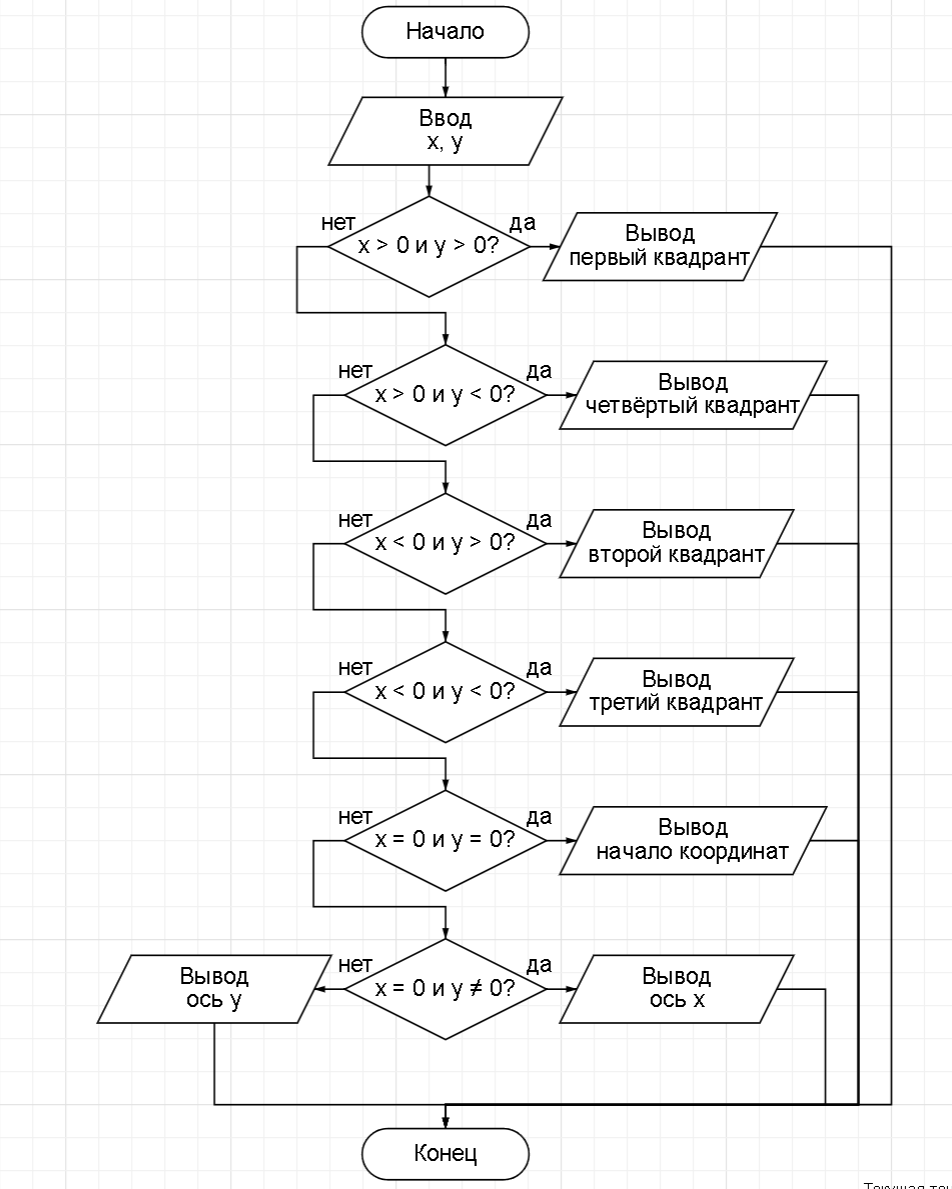 Начало
Ввод
x, y
нет
да
x > 0 и y > 0?
Вывод
первый квадрант
нет
да
x > 0 и y < 0?
Вывод
четвёртый квадрант
нет
да
x < 0 и y > 0?
Вывод
второй квадрант
нет
да
x < 0 и y < 0?
Вывод
третий квадрант
нет
да
x = 0 и y = 0?
Вывод
начало координат
Вывод
ось y
нет
да
x = 0 и y ≠ 0?
Вывод
ось x
Конец